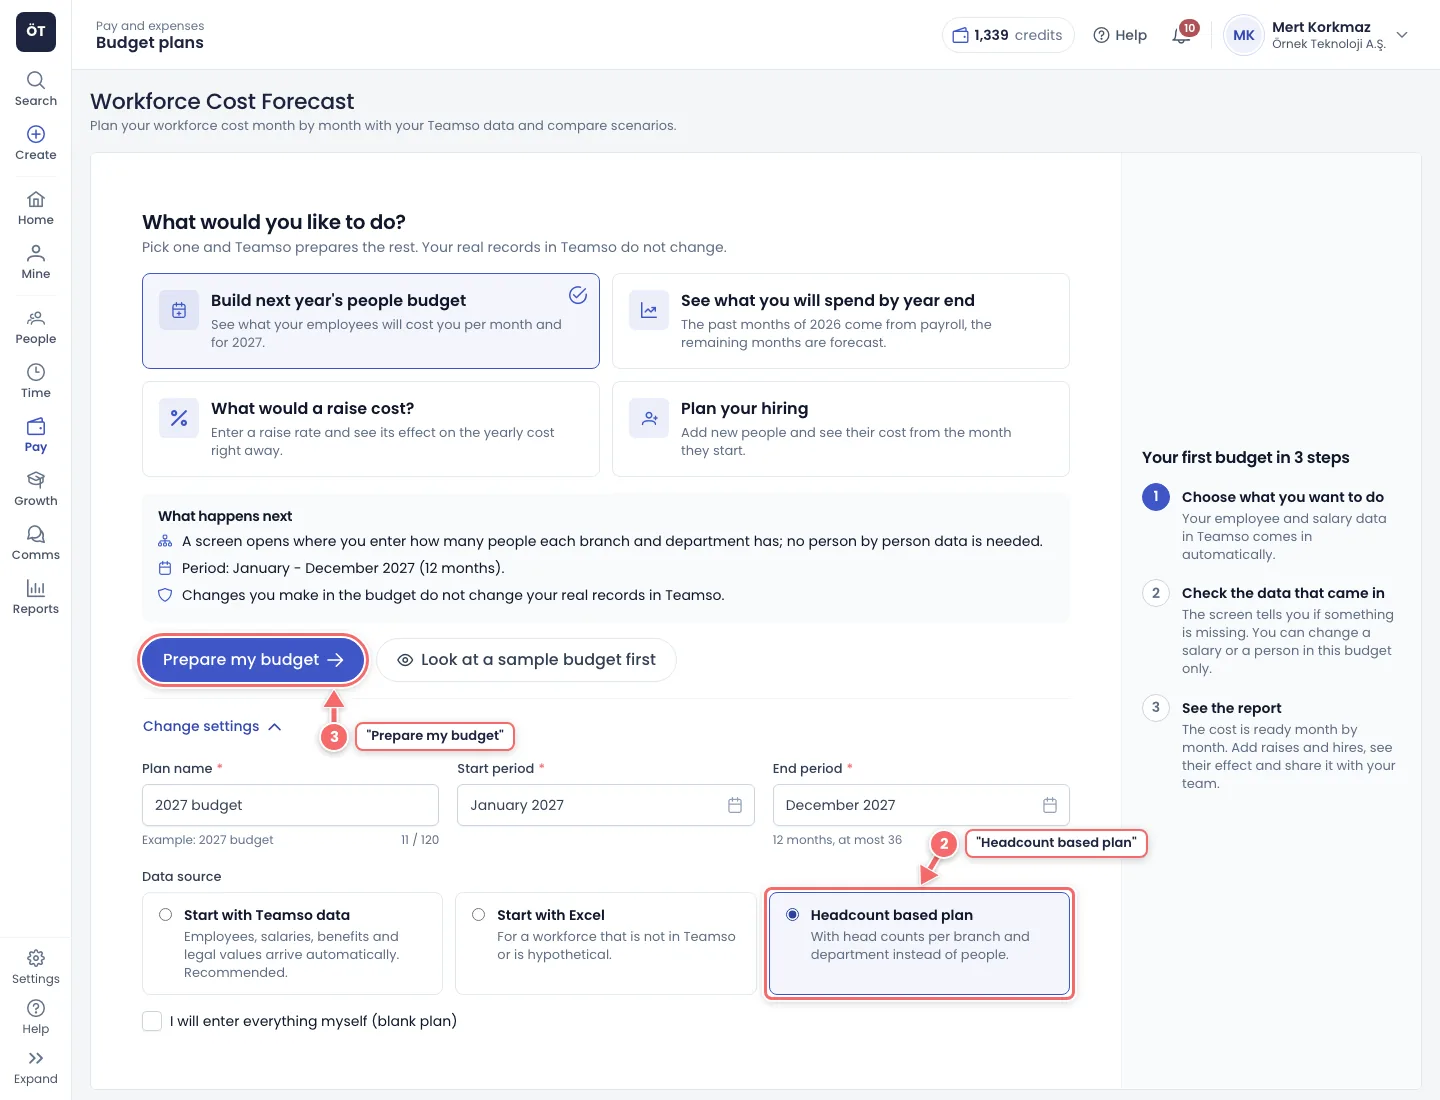 ÖT
Search
Create
Home
Mine
People
Time
Pay
Growth
Comms
Reports
Settings
Help
Expand
Pay and expenses
Budget plans
1,339 credits
Help
10
MK
Mert Korkmaz
Örnek Teknoloji A.Ş.
Workforce Cost Forecast
Plan your workforce cost month by month with your Teamso data and compare scenarios.
What would you like to do?
Pick one and Teamso prepares the rest. Your real records in Teamso do not change.
Build next year's people budget
See what your employees will cost you per month and
for 2027.
See what you will spend by year end
The past months of 2026 come from payroll, the
remaining months are forecast.
What would a raise cost?
Enter a raise rate and see its effect on the yearly cost
right away.
Plan your hiring
Add new people and see their cost from the month
they start.
What happens next
A screen opens where you enter how many people each branch and department has; no person by person data is needed.
Period: January - December 2027 (12 months).
Changes you make in the budget do not change your real records in Teamso.
Prepare my budget
Look at a sample budget first
Change settings
3
"Prepare my budget"
Plan name *
2027 budget
Example: 2027 budget
11 / 120
Start period *
January 2027
End period *
December 2027
12 months, at most 36
2
"Headcount based plan"
Data source
Start with Teamso data
Employees, salaries, benefits and
legal values arrive automatically.
Recommended.
Start with Excel
For a workforce that is not in Teamso
or is hypothetical.
Headcount based plan
With head counts per branch and
department instead of people.
I will enter everything myself (blank plan)
Your first budget in 3 steps
1
Choose what you want to do
Your employee and salary data
in Teamso comes in
automatically.
2
Check the data that came in
The screen tells you if something
is missing. You can change a
salary or a person in this budget
only.
3
See the report
The cost is ready month by
month. Add raises and hires, see
their effect and share it with your
team.